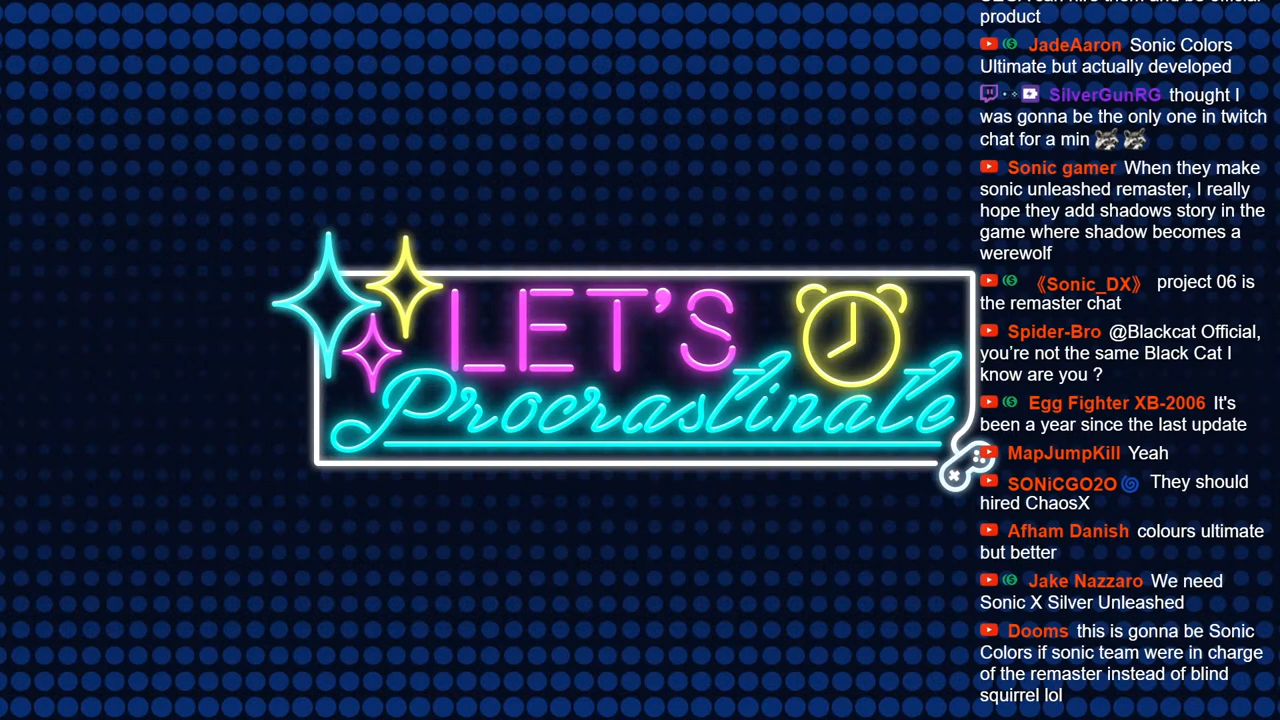 LET'S
Procrastinate
product
JadeAaron Sonic Colors
Ultimate but actually developed
SilverGunRG thought I
was gonna be the only one in twitch
chat for a min
Sonic gamer When they make
sonic unleashed remaster, I really
hope they add shadows story in the
game where shadow becomes a
werewolf
《Sonic_DX》 project 06 is
the remaster chat
Spider-Bro @Blackcat Official,
you're not the same Black Cat I
know are you ?
Egg Fighter XB-2006 It's
been a year since the last update
MapJumpKill Yeah
SONiCGO2O🌀 They should
hired ChaosX
Afham Danish colours ultimate
but better
Jake Nazzaro We need
Sonic X Silver Unleashed
Dooms this is gonna be Sonic
Colors if sonic team were in charge
of the remaster instead of blind
squirrel lol